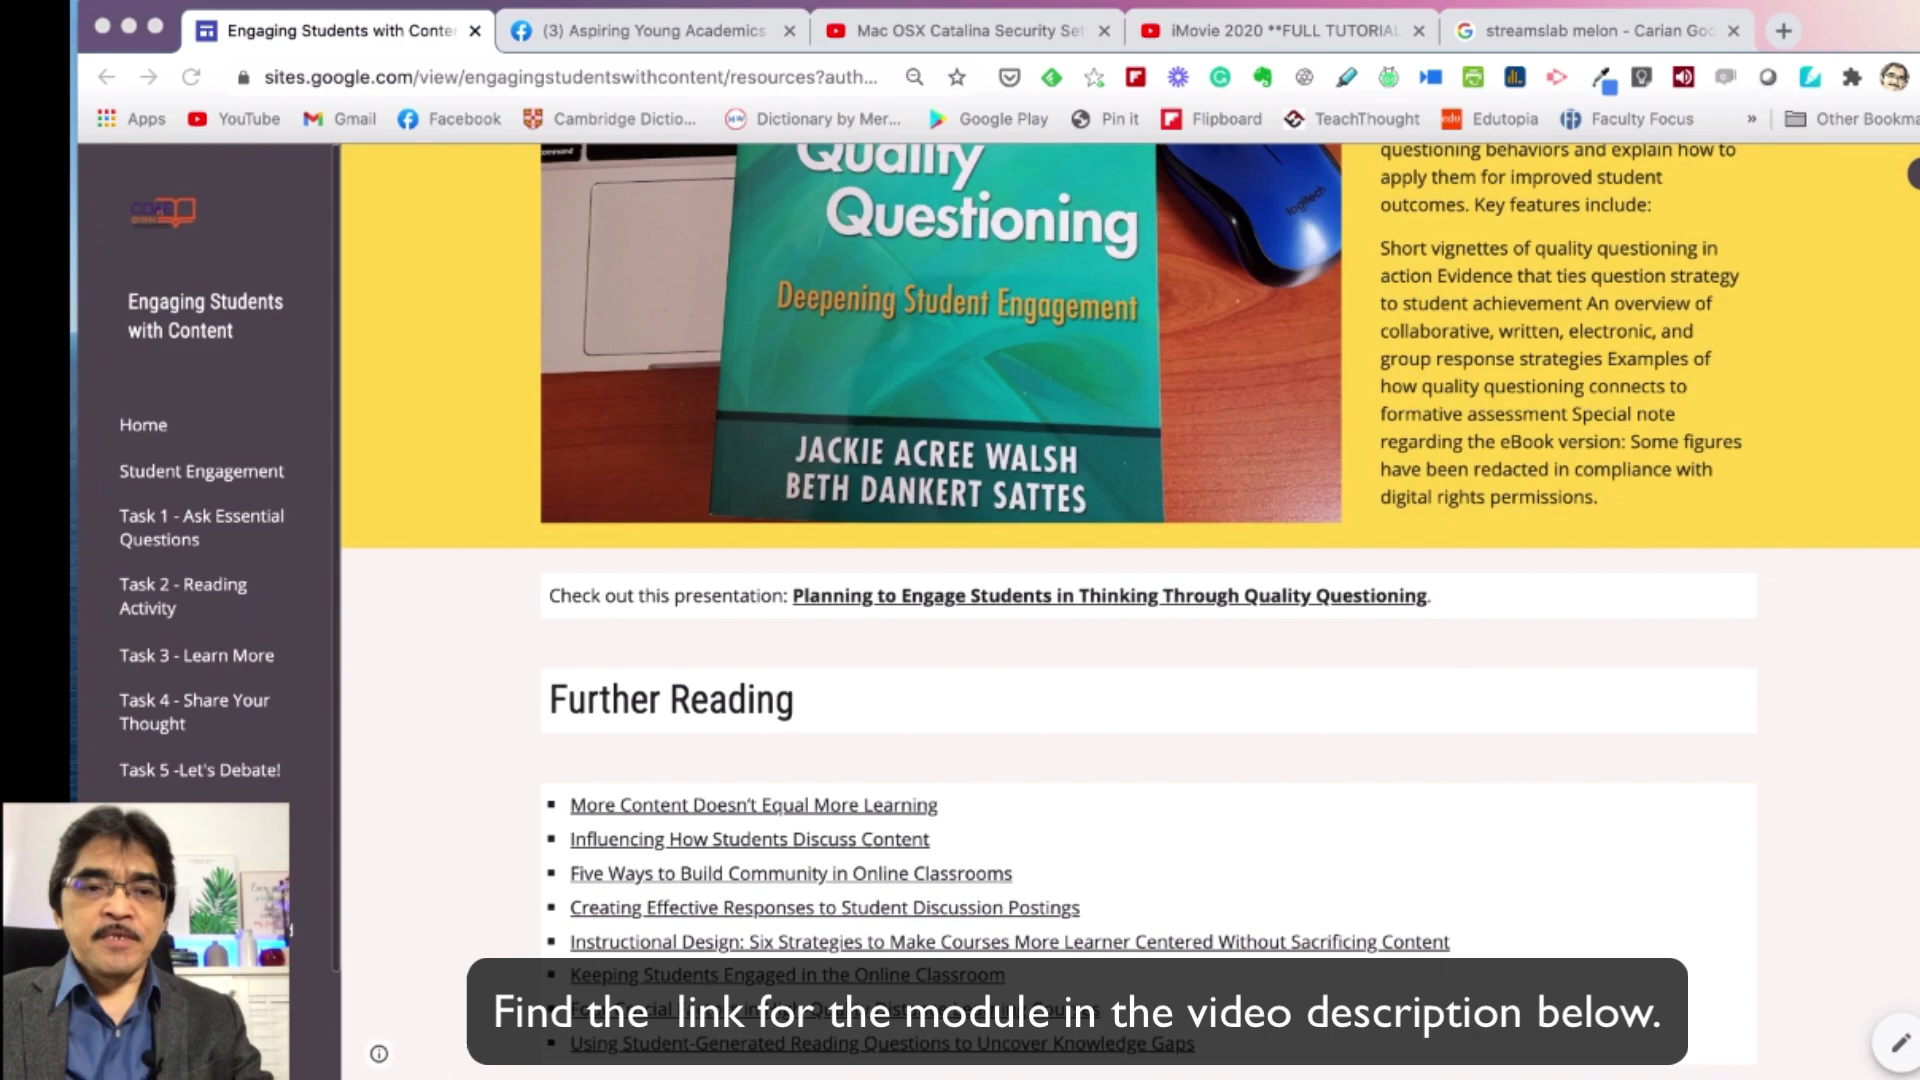 Engaging Students with Conte
(3) Aspiring Young Academics
Mac OSX Catalina Security Set
iMovie 2020 **FULL TUTORIAL
streamslab melon - Carian Goo
sites.google.com/view/engagingstudentswithcontent/resources?auth...
Apps
YouTube
Gmail
Facebook
Cambridge Dictio...
Dictionary by Mer...
Google Play
Pin it
Flipboard
TeachThought
Edutopia
Faculty Focus
»
Other Bookma
Engaging Students
with Content
Home
Student Engagement
Task 1 - Ask Essential
Questions
Task 2 - Reading
Activity
Task 3 - Learn More
Task 4 - Share Your
Thought
Task 5 -Let's Debate!
command
Quality
Questioning
Deepening Student Engagement
JACKIE ACREE WALSH
BETH DANKERT SATTES
logitech
questioning behaviors and explain how to
apply them for improved student
outcomes. Key features include:
Short vignettes of quality questioning in
action Evidence that ties question strategy
to student achievement An overview of
collaborative, written, electronic, and
group response strategies Examples of
how quality questioning connects to
formative assessment Special note
regarding the eBook version: Some figures
have been redacted in compliance with
digital rights permissions.
Check out this presentation: Planning to Engage Students in Thinking Through Quality Questioning.
Further Reading
More Content Doesn't Equal More Learning
Influencing How Students Discuss Content
Five Ways to Build Community in Online Classrooms
Creating Effective Responses to Student Discussion Postings
Instructional Design: Six Strategies to Make Courses More Learner Centered Without Sacrificing Content
Keeping Students Engaged in the Online Classroom
Using Student-Generated Reading Questions to Uncover Knowledge Gaps
Find the link for the module in the video description below.